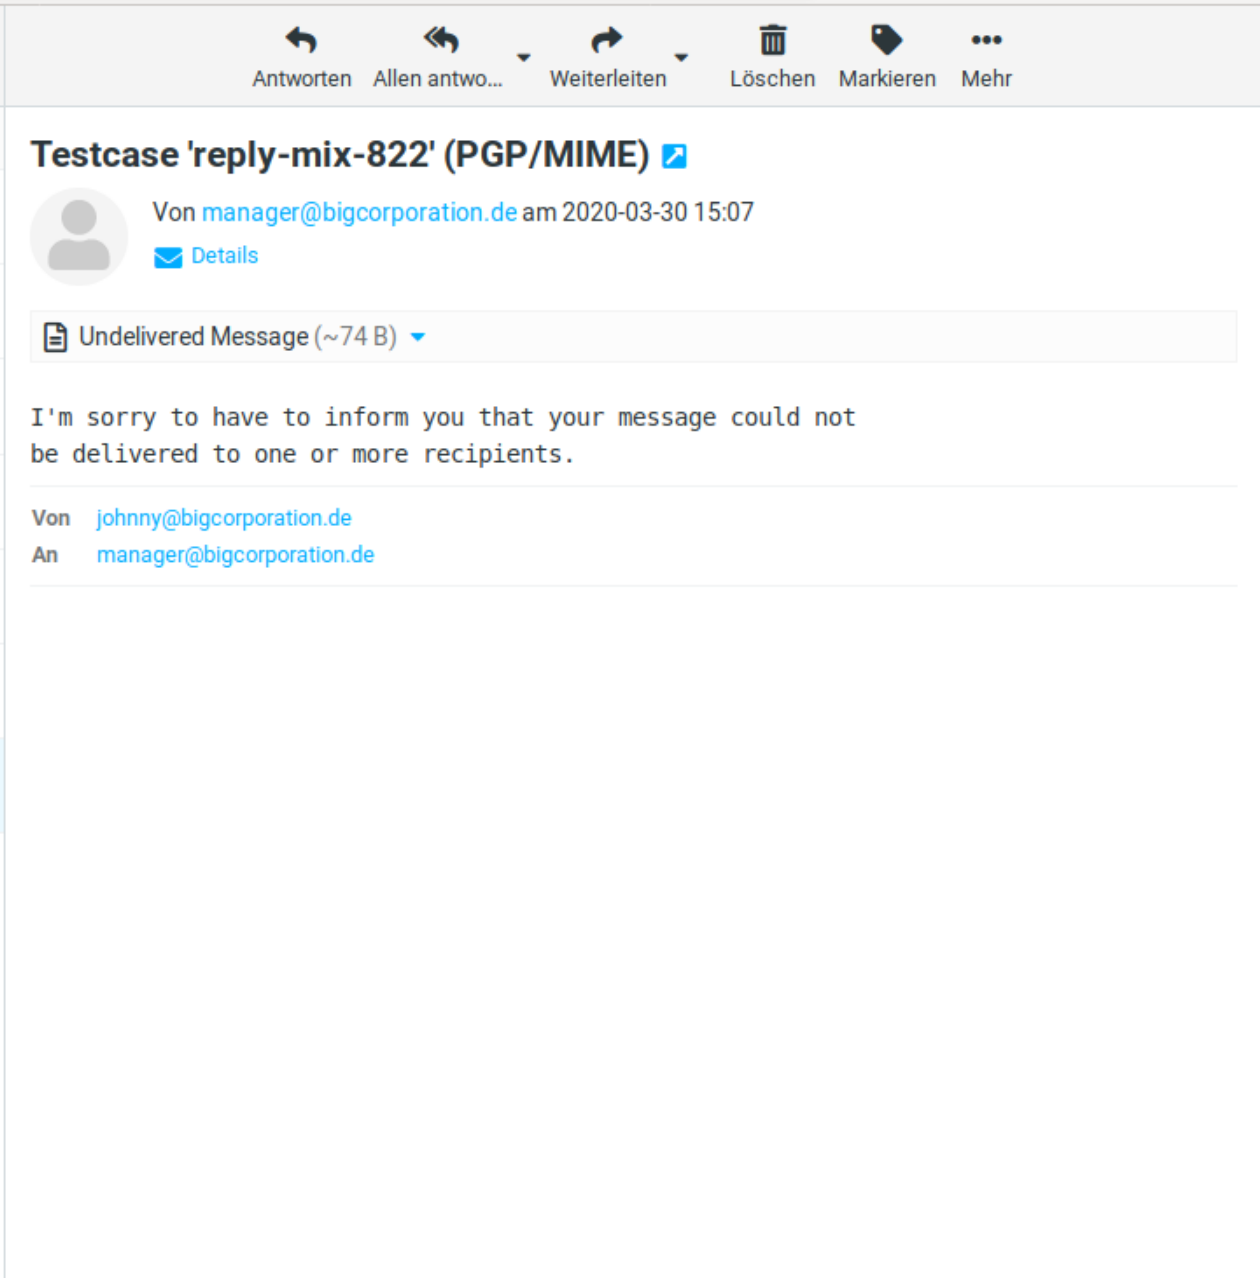 Antworten Allen antwo... Weiterleiten Löschen Markieren Mehr
Testcase 'reply-mix-822' (PGP/MIME)
Von manager@bigcorporation.de am 2020-03-30 15:07
Details
Undelivered Message (~74 B)
I'm sorry to have to inform you that your message could not
be delivered to one or more recipients.
Von johnny@bigcorporation.de
An manager@bigcorporation.de